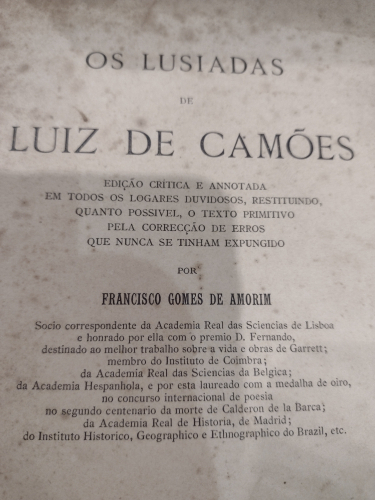 OS LUSIADAS
DE
LUIZ DE CAMÕES
EDIÇÃO CRITICA E ANNOTADA
EM TODOS OS LOGARES DUVIDOSOS, RESTITUINDO,
QUANTO POSSIVEL, O TEXTO PRIMITIVO
PELA CORRECÇÃO DE ERROS
QUE NUNCA SE TINHAM EXPUNGIDO
POR
FRANCISCO GOMES DE AMORIM
Socio correspondente da Academia Real das Sciencias de Lisboa
e honrado por ella com o premio D. Fernando,
destinado ao melhor trabalho sobre a vida e obras de Garrett;
membro do Instituto de Coimbra;
da Academia Real das Sciencias da Belgica;
da Academia Hespanhola, e por esta laureado com a medalha de oiro,
no concurso internacional de poesia
no segundo centenario da morte de Calderon de la Barca;
da Academia Real de Historia, de Madrid;
do Instituto Historico, Geographico e Ethnographico do Brazil, etc.